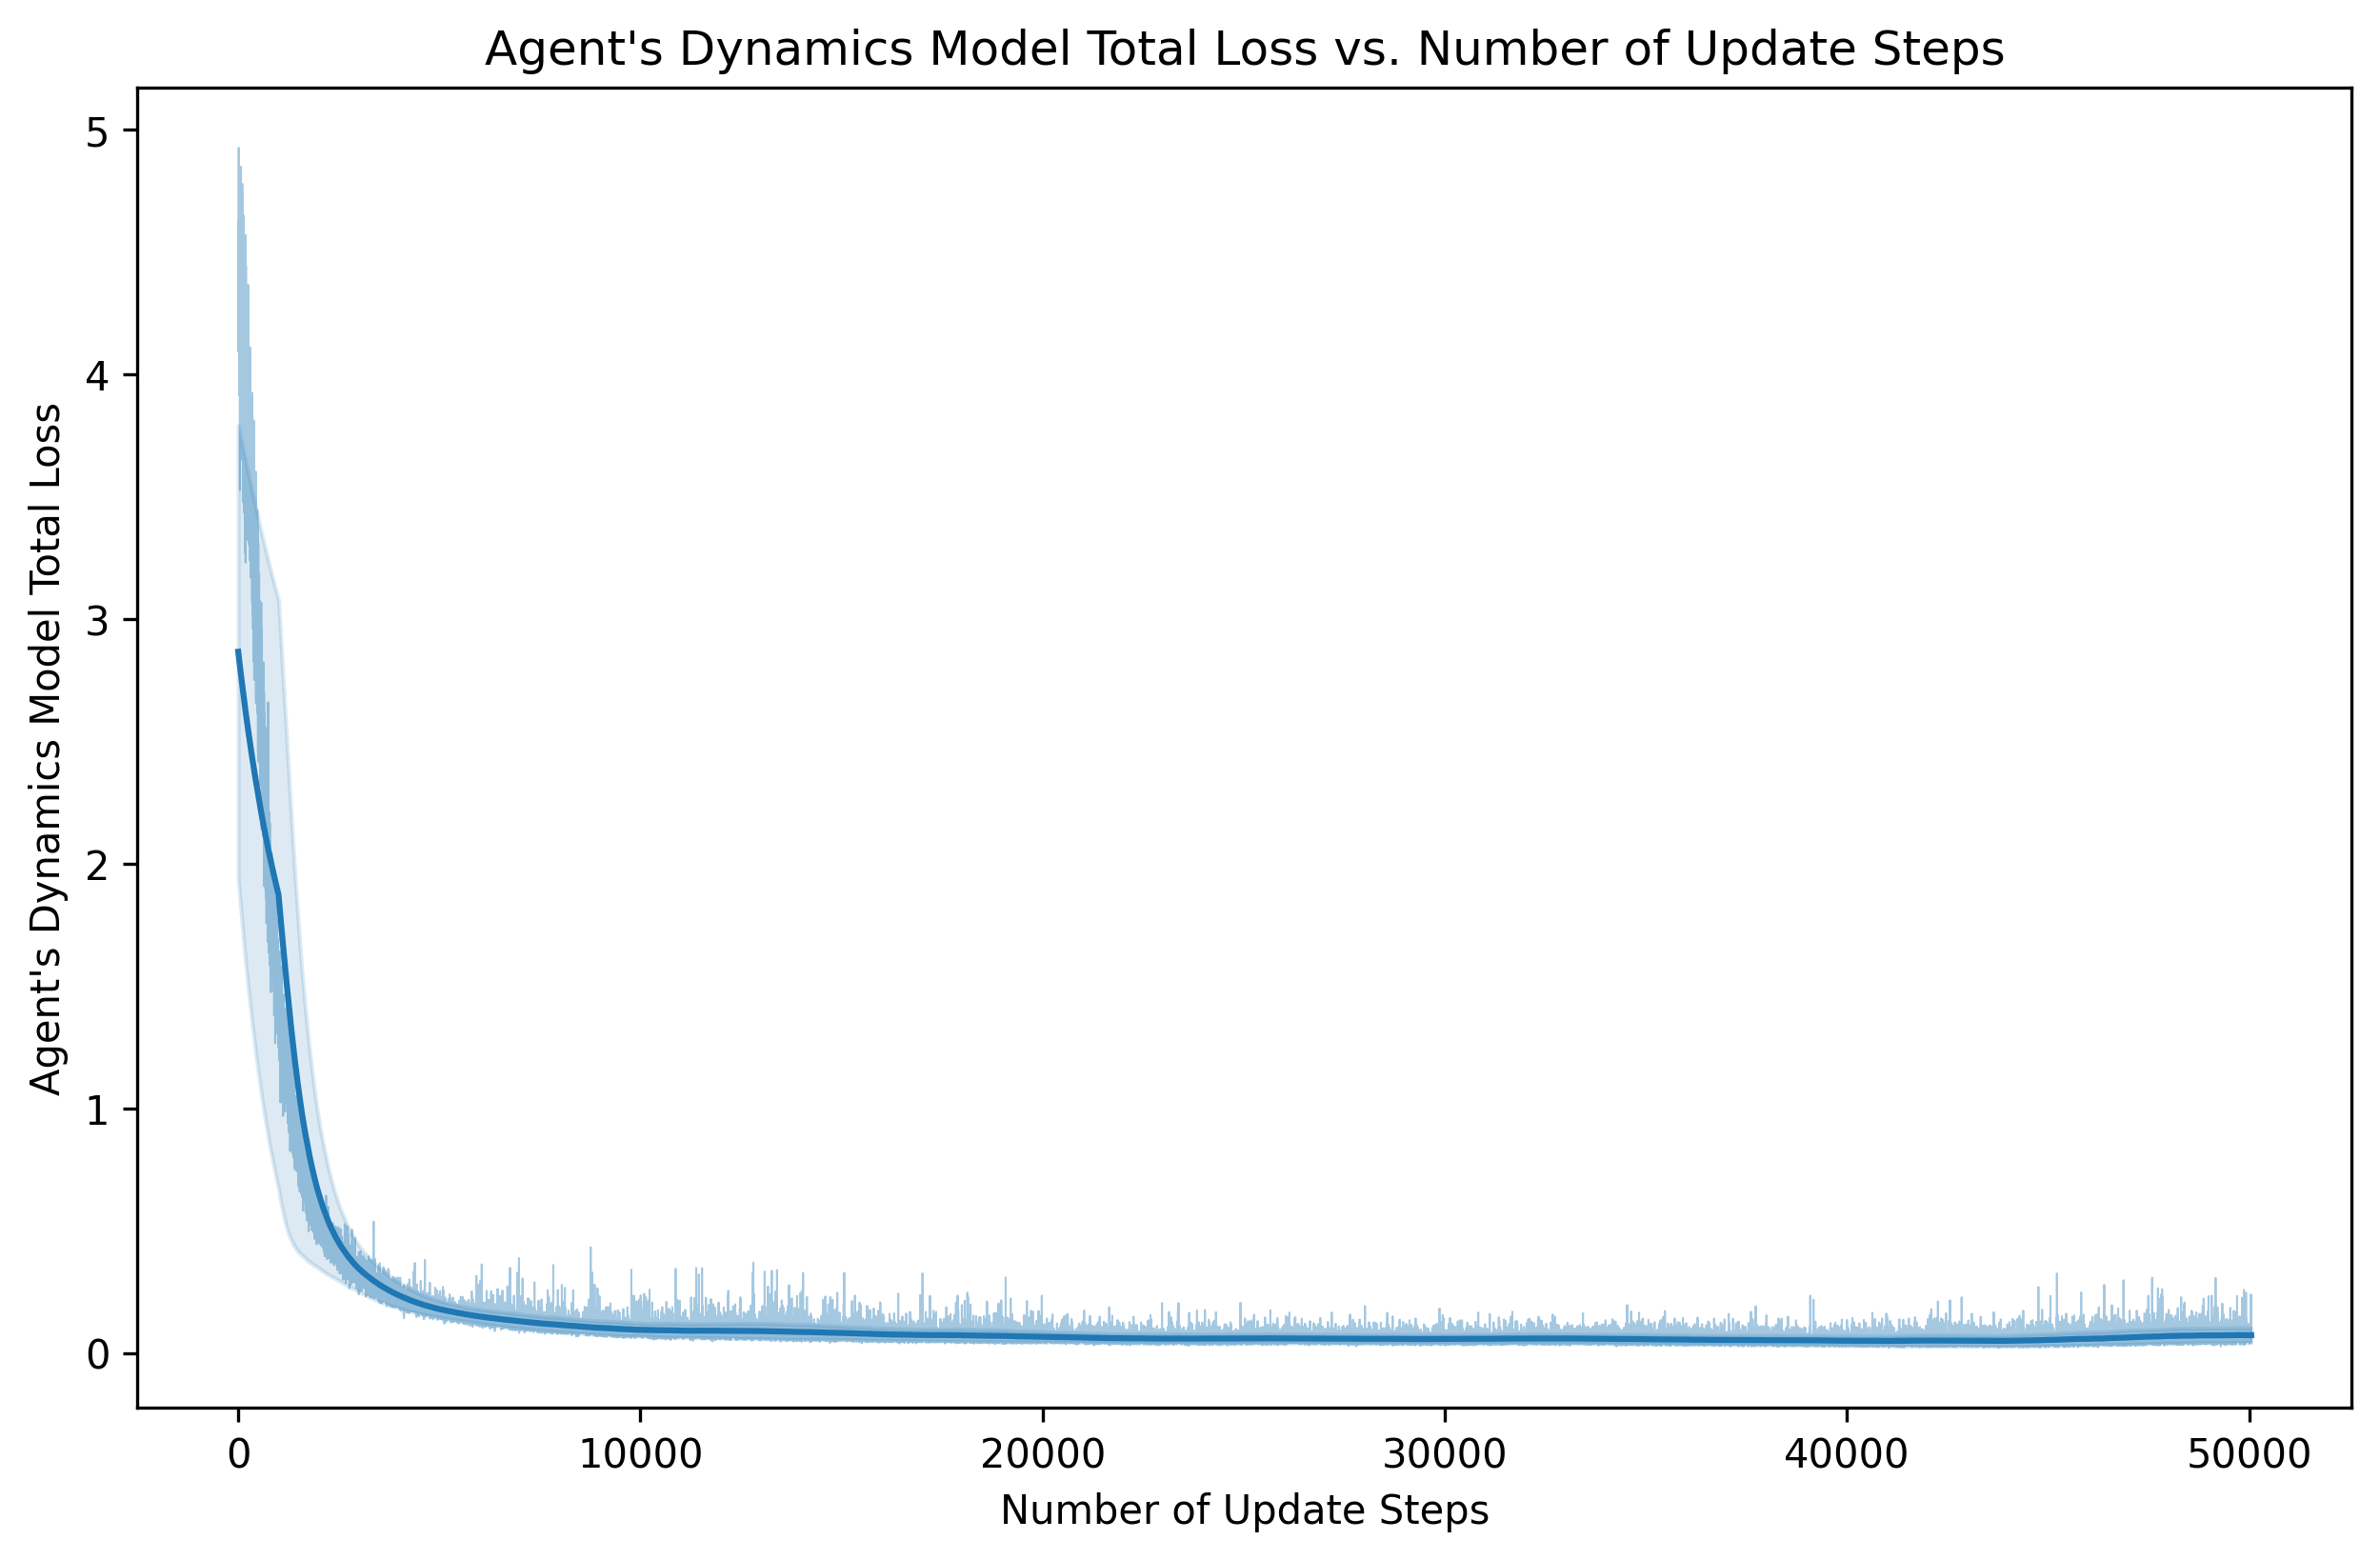 Agent's Dynamics Model Total Loss vs. Number of Update Steps
Agent's Dynamics Model Total Loss
5
4
3
2
1
0
0 10000 20000 30000 40000 50000
Number of Update Steps